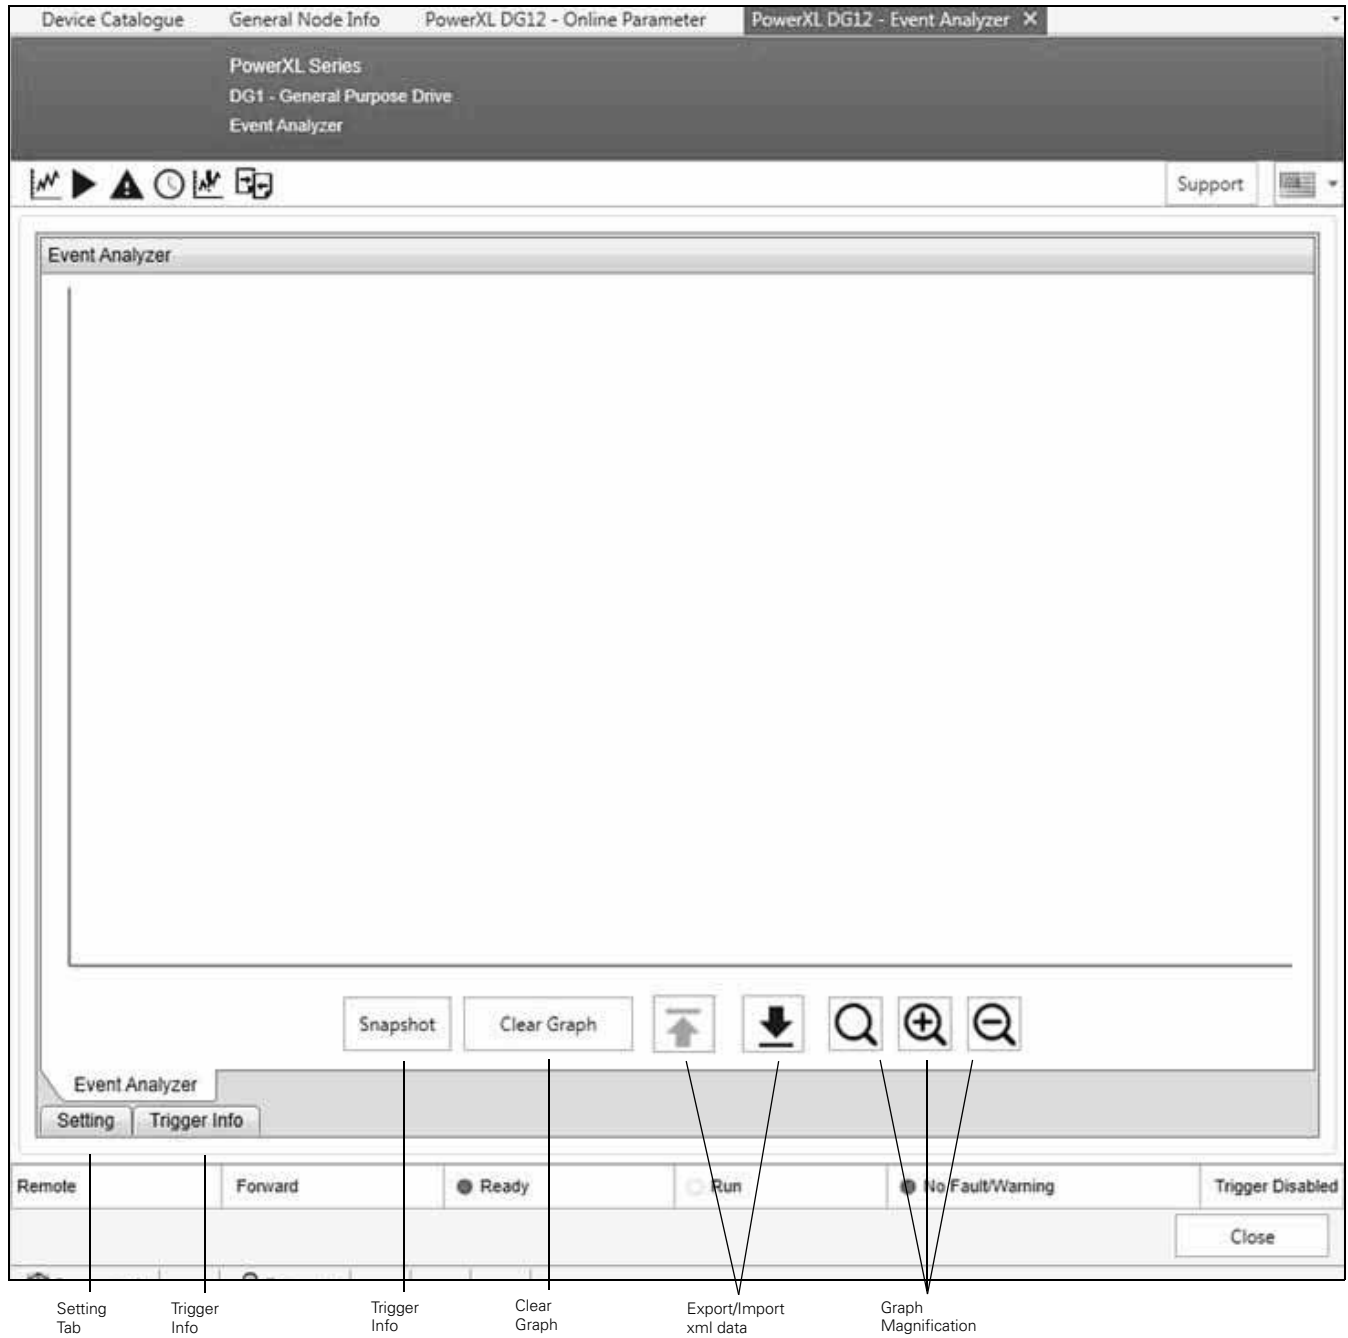 Device Catalogue General Node Info PowerXL DG12 - Online Parameter PowerXL DG12 - Event Analyzer X
PowerXL Series
DG1 - General Purpose Drive
Event Analyzer
Support
Event Analyzer
Snapshot Clear Graph
Event Analyzer
Setting Trigger Info
Remote Forward Ready Run No Fault/Warning Trigger Disabled
Close
Setting
Tab
Trigger
Info
Trigger
Info
Clear
Graph
Export/Import
xml data
Graph
Magnification